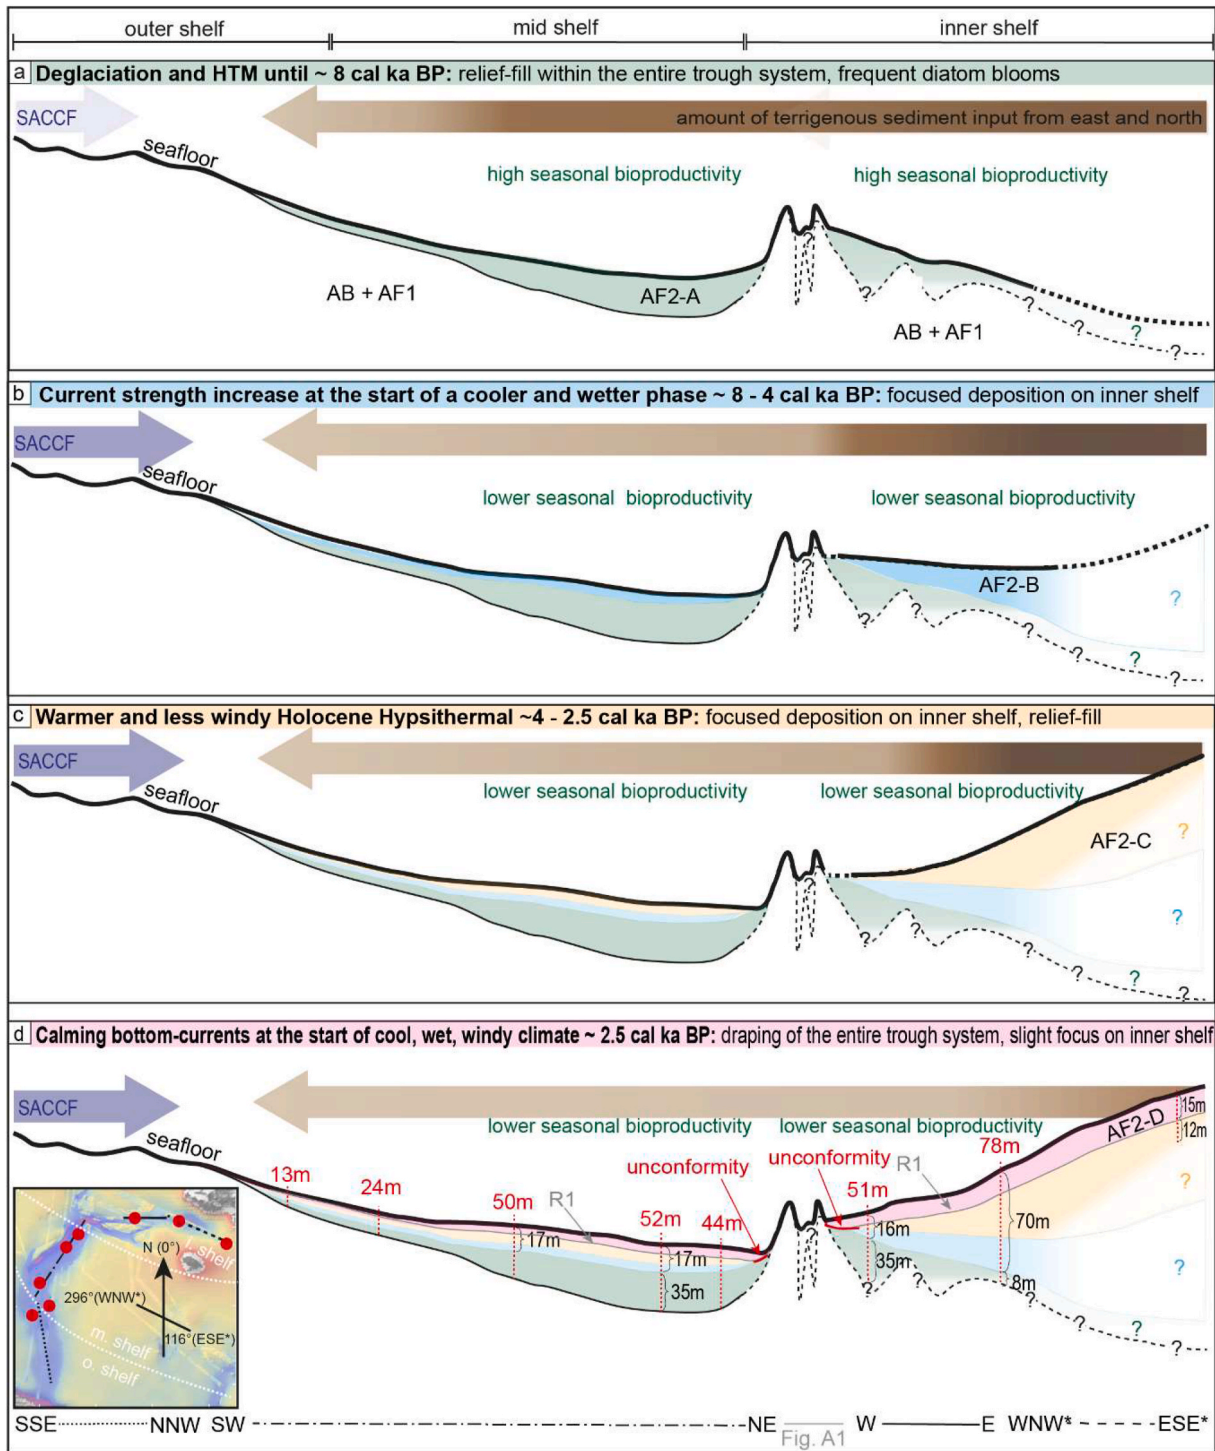 outer shelf mid shelf inner shelf
a Deglaciation and HTM until ~ 8 cal ka BP: relief-fill within the entire trough system, frequent diatom blooms
SACCF
amount of terrigenous sediment input from east and north
seafloor
high seasonal bioproductivity
high seasonal bioproductivity
?
AB + AF1
AF2-A
?
?
AB + AF1
?
?
?
?
b Current strength increase at the start of a cooler and wetter phase ~ 8 - 4 cal ka BP: focused deposition on inner shelf
SACCF
seafloor
lower seasonal bioproductivity
lower seasonal bioproductivity
?
AF2-B
?
?
?
?
?
?
?
c Warmer and less windy Holocene Hypsithermal ~4 - 2.5 cal ka BP: focused deposition on inner shelf, relief-fill
SACCF
seafloor
lower seasonal bioproductivity
lower seasonal bioproductivity
AF2-C
?
?
?
?
?
?
?
?
?
d Calming bottom-currents at the start of cool, wet, windy climate ~ 2.5 cal ka BP: draping of the entire trough system, slight focus on inner shelf
SACCF
seafloor
lower seasonal bioproductivity
lower seasonal bioproductivity
AF2-D
15m
12m
13m
24m
50m
R1
17m
unconformity
52m
44m
17m
35m
unconformity
R1
51m
16m
35m
78m
70m
8m
?
?
?
?
?
?
?
?
N (0°)
i. shelf
296°(WNW*)
116°(ESE*)
m. shelf
o. shelf
SSE NNW SW NE W E WNW* ESE*
Fig. A1